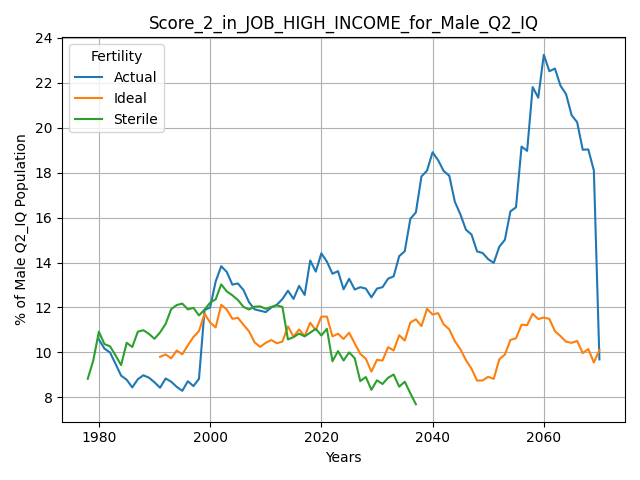 Score_2_in_JOB_HIGH_INCOME_for_Male_Q2_IQ
% of Male Q2_IQ Population
24
22
20
18
16
14
12
10
8
Fertility
Actual
Ideal
Sterile
1980
2000
2020
2040
2060
Years